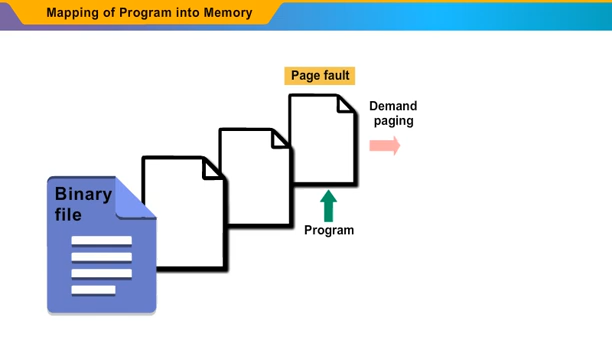 Mapping of Program into Memory
Page fault
Demand
paging
Binary
file
Program